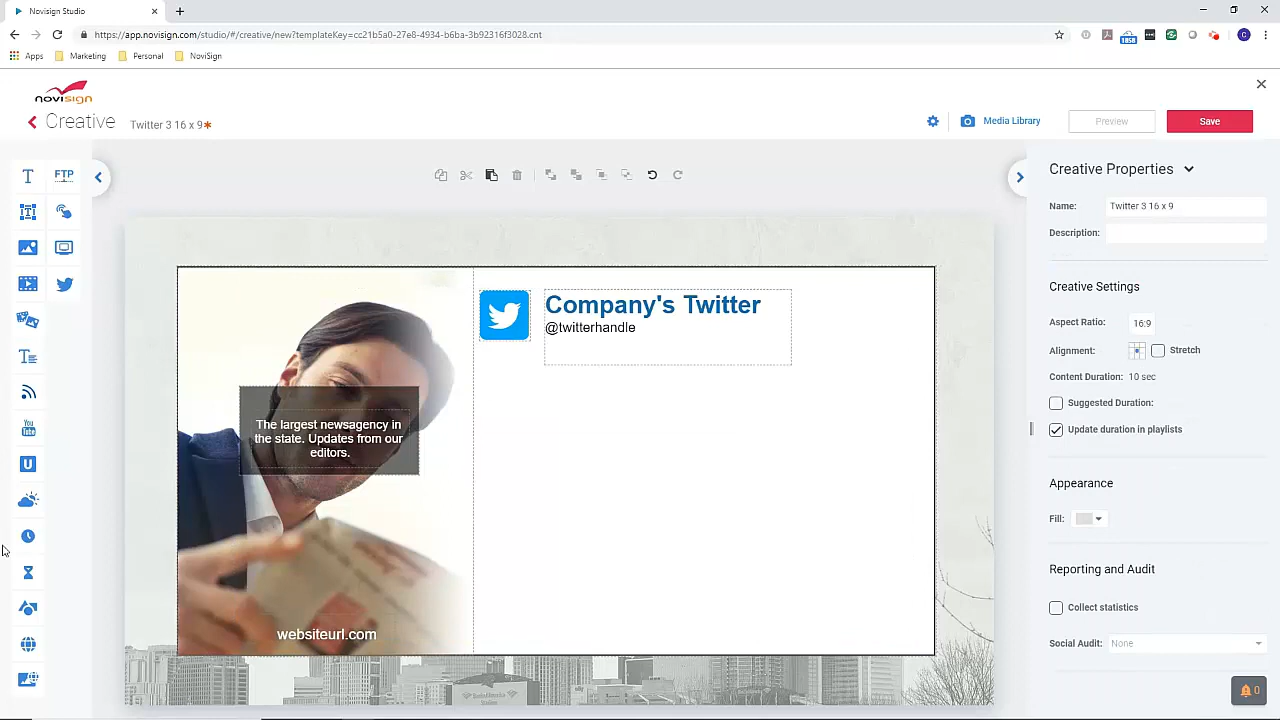 Novisign Studio
https://app.novisign.com/studio/#/creative/new?templateKey=cc21b5a0-27e8-4934-b6ba-3b92316f3028.cnt
1858
C
Apps
Marketing
Personal
NoviSign
novisign
Creative
Twitter 3 16 x 9*
Media Library
Preview
Save
T
FTP
Creative Properties
Name:
Twitter 3 16 x 9
Description:
Creative Settings
Aspect Ratio:
16:9
Alignment:
Stretch
Content Duration: 10 sec
Suggested Duration:
Update duration in playlists
Appearance
Fill:
Reporting and Audit
Collect statistics
Social Audit:
None
0
You
Tube
U
Company's Twitter
@twitterhandle
The largest newsagency in
the state. Updates from our
editors.
websiteurl.com